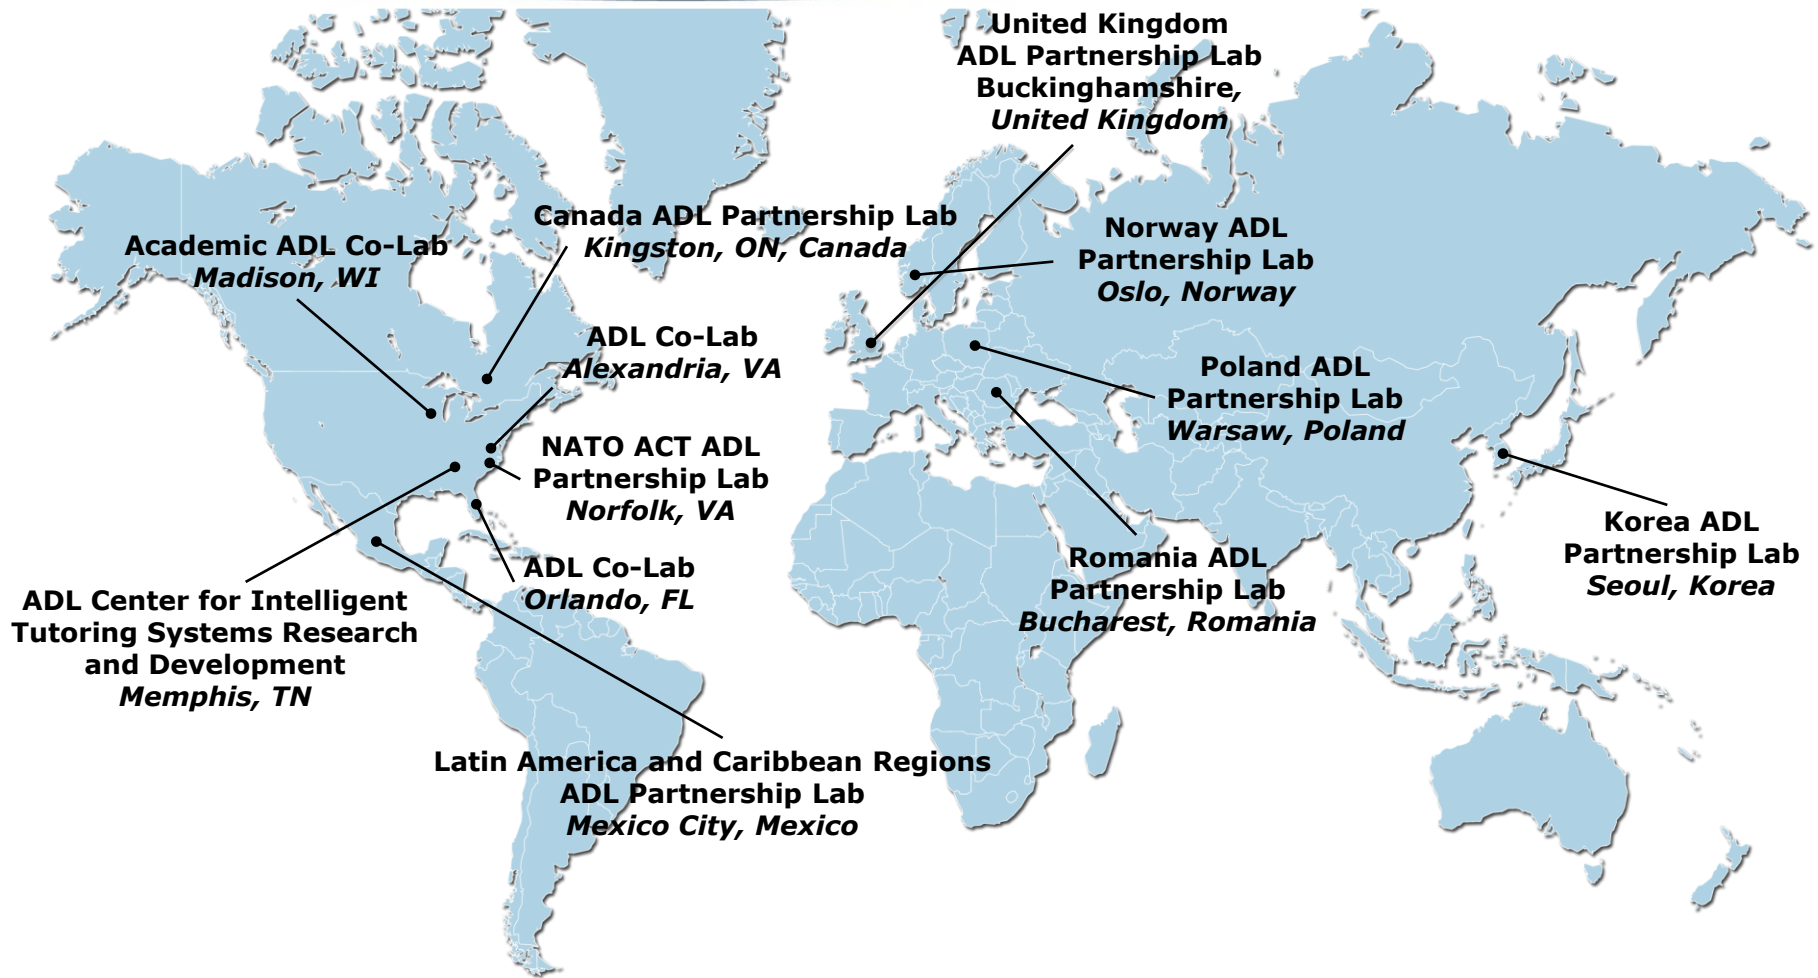 United Kingdom
ADL Partnership Lab
Buckinghamshire,
United Kingdom
Canada ADL Partnership Lab
Kingston, ON, Canada
Academic ADL Co-Lab
Madison, WI
Norway ADL
Partnership Lab
Oslo, Norway
ADL Co-Lab
Alexandria, VA
Poland ADL
Partnership Lab
Warsaw, Poland
NATO ACT ADL
Partnership Lab
Norfolk, VA
Korea ADL
Partnership Lab
Seoul, Korea
Romania ADL
Partnership Lab
Bucharest, Romania
ADL Co-Lab
Orlando, FL
ADL Center for Intelligent
Tutoring Systems Research
and Development
Memphis, TN
Latin America and Caribbean Regions
ADL Partnership Lab
Mexico City, Mexico